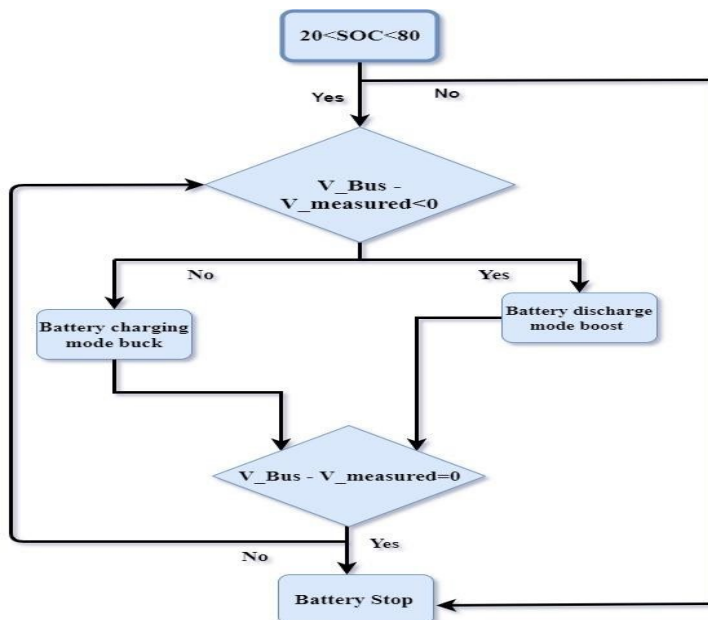 20<SOC<80
Yes
No
V_Bus -
V_measured<0
No
Yes
Battery charging
mode buck
Battery discharge
mode boost
V_Bus - V_measured=0
No
Yes
Battery Stop